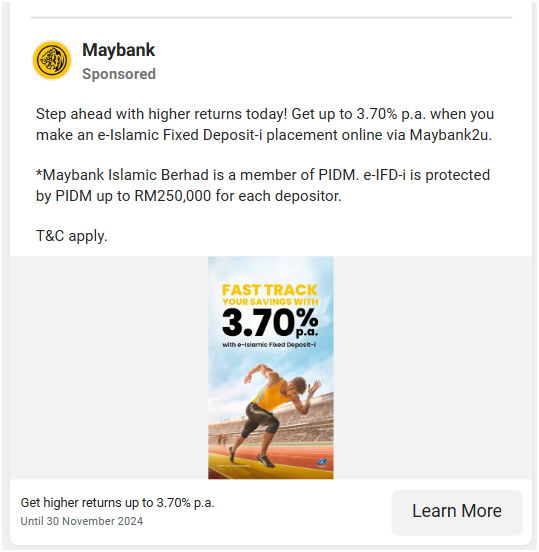 Maybank
Sponsored
Step ahead with higher returns today! Get up to 3.70% p.a. when you
make an e-Islamic Fixed Deposit-i placement online via Maybank2u.
*Maybank Islamic Berhad is a member of PIDM. e-IFD-i is protected
by PIDM up to RM250,000 for each depositor.
T&C apply.
FAST TRACK
YOUR SAVINGS WITH
3.70% p.a.
with e-Islamic Fixed Deposit-i
Get higher returns up to 3.70% p.a.
Until 30 November 2024
Learn More